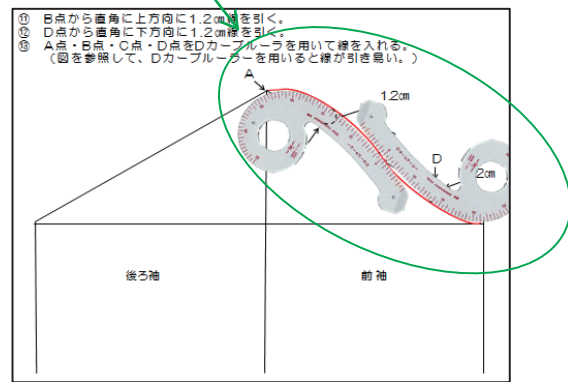 ⑪ B点から直角に上方向に1.2㎝線を引く。
⑫ D点から直角に下方向に1.2㎝線を引く。
⑬ A点・B点・C点・D点をDカーブルーラを用いて線を入れる。
(図を参照して、Dカーブルーラーを用いると線が引き易い。)
A
1.2㎝
D
2㎝
後ろ袖
前袖